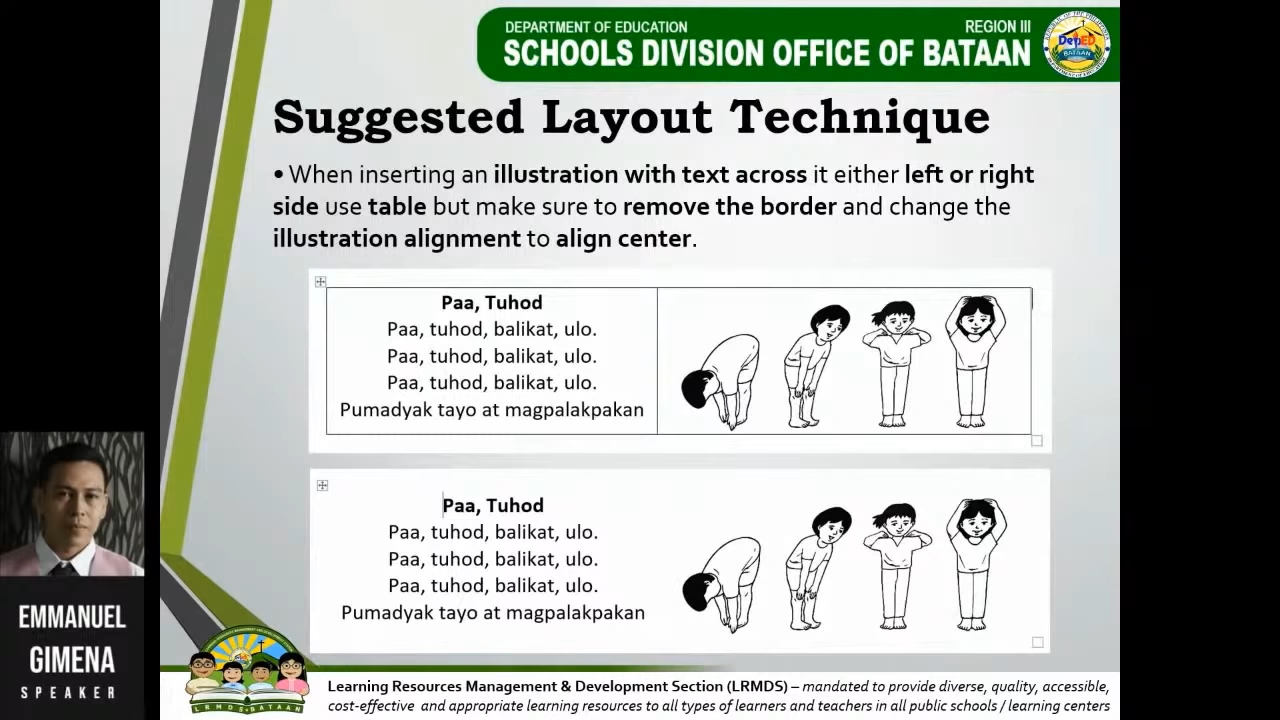 DEPARTMENT OF EDUCATION
REGION III
SCHOOLS DIVISION OFFICE OF BATAAN
DepED
BATAAN
Suggested Layout Technique
• When inserting an illustration with text across it either left or right
side use table but make sure to remove the border and change the
illustration alignment to align center.
Paa, Tuhod
Paa, tuhod, balikat, ulo.
Paa, tuhod, balikat, ulo.
Paa, tuhod, balikat, ulo.
Pumadyak tayo at magpalakpakan
Paa, Tuhod
Paa, tuhod, balikat, ulo.
Paa, tuhod, balikat, ulo.
Paa, tuhod, balikat, ulo.
Pumadyak tayo at magpalakpakan
EMMANUEL
GIMENA
SPEAKER
LRMDS BATAAN
Learning Resources Management & Development Section (LRMDS) – mandated to provide diverse, quality, accessible,
cost-effective and appropriate learning resources to all types of learners and teachers in all public schools / learning centers